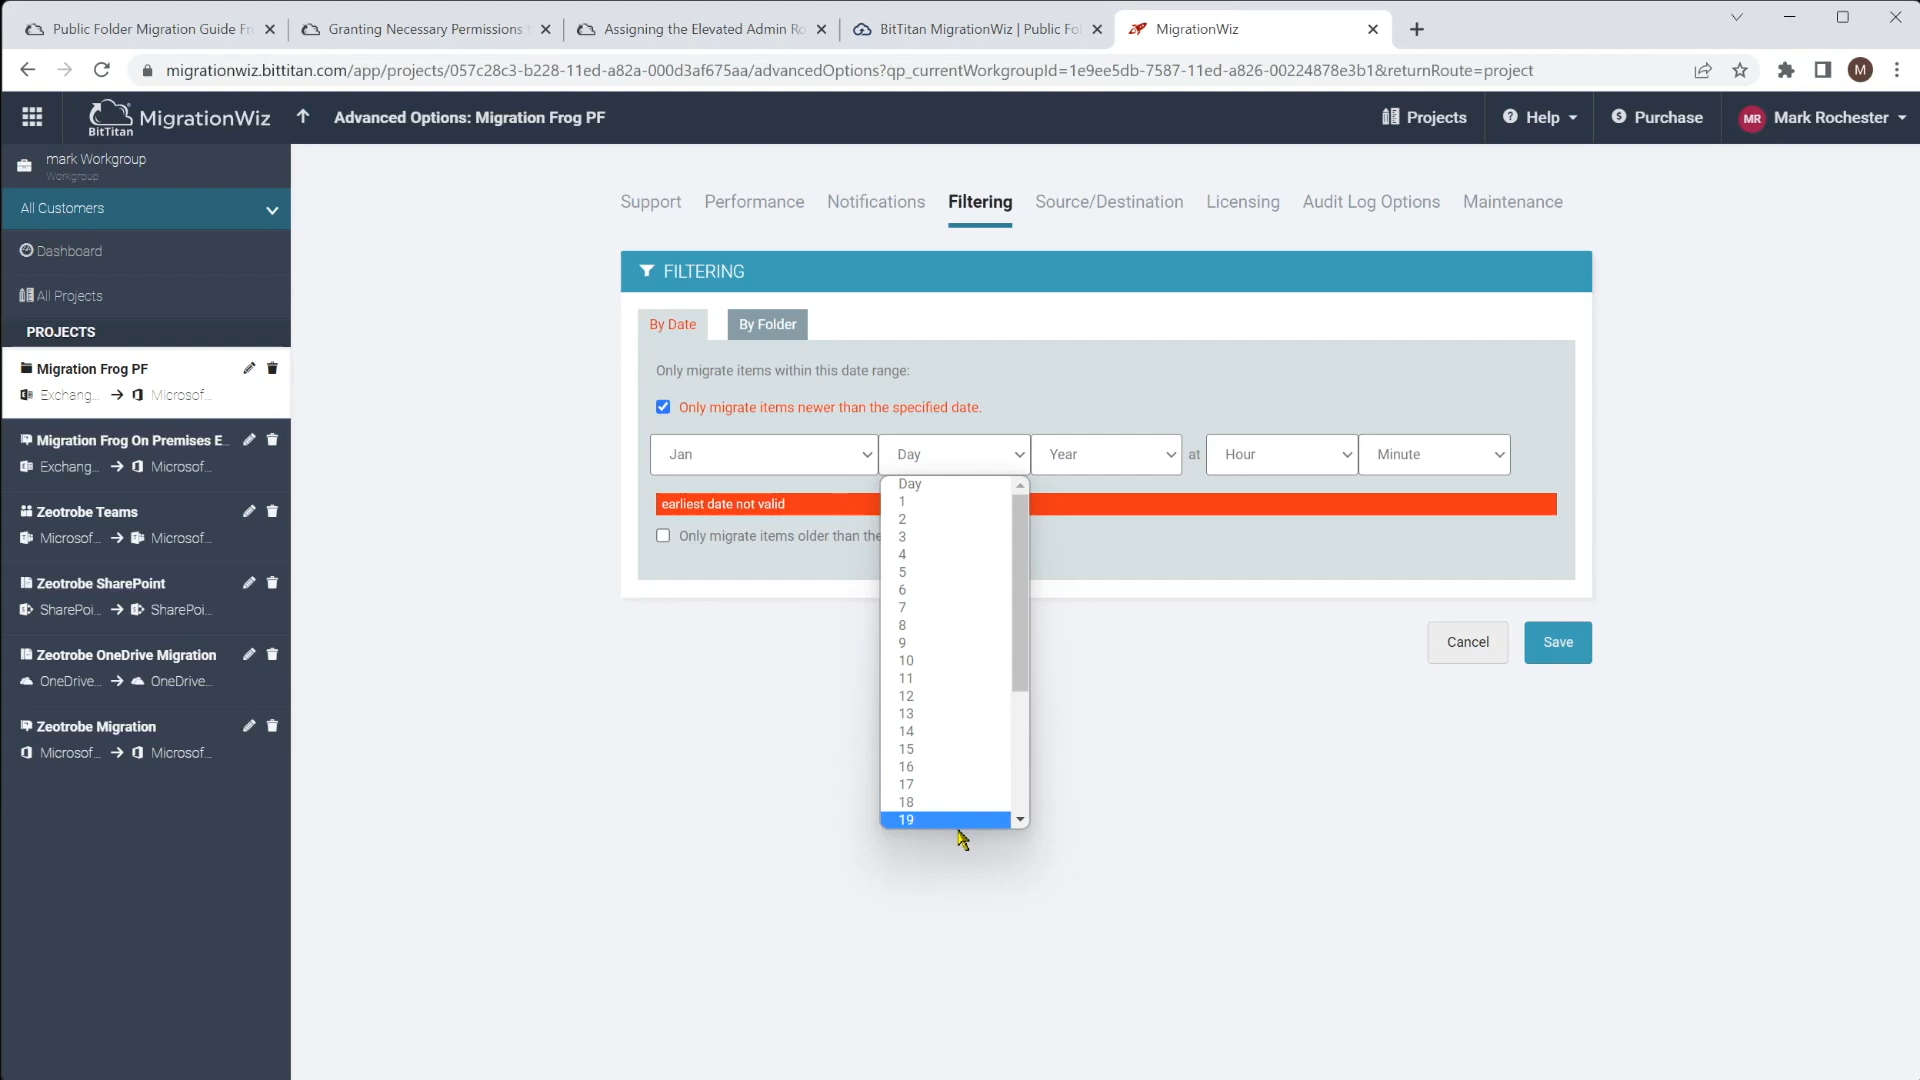 Public Folder Migration Guide Fr
Granting Necessary Permissions
Assigning the Elevated Admin Ro
BitTitan MigrationWiz | Public Fol
MigrationWiz
migrationwiz.bittitan.com/app/projects/057c28c3-b228-11ed-a82a-000d3af675aa/advancedOptions?qp_currentWorkgroupId=1e9ee5db-7587-11ed-a826-00224878e3b1&returnRoute=project
M
BitTitan MigrationWiz
Advanced Options: Migration Frog PF
Projects
Help
Purchase
MR
Mark Rochester
mark Workgroup
Workgroup
All Customers
Dashboard
All Projects
PROJECTS
Migration Frog PF
Exchang... → Microsof...
Migration Frog On Premises E...
Exchang... → Microsof...
Zeotrobe Teams
Microsof... → Microsof...
Zeotrobe SharePoint
SharePoi... → SharePoi...
Zeotrobe OneDrive Migration
OneDrive... → OneDrive...
Zeotrobe Migration
Microsof... → Microsof...
Support
Performance
Notifications
Filtering
Source/Destination
Licensing
Audit Log Options
Maintenance
FILTERING
By Date
By Folder
Only migrate items within this date range:
Only migrate items newer than the specified date.
Jan
Day
Year
at
Hour
Minute
earliest date not valid
Only migrate items older than the
Day
1
2
3
4
5
6
7
8
9
10
11
12
13
14
15
16
17
18
19
Cancel
Save